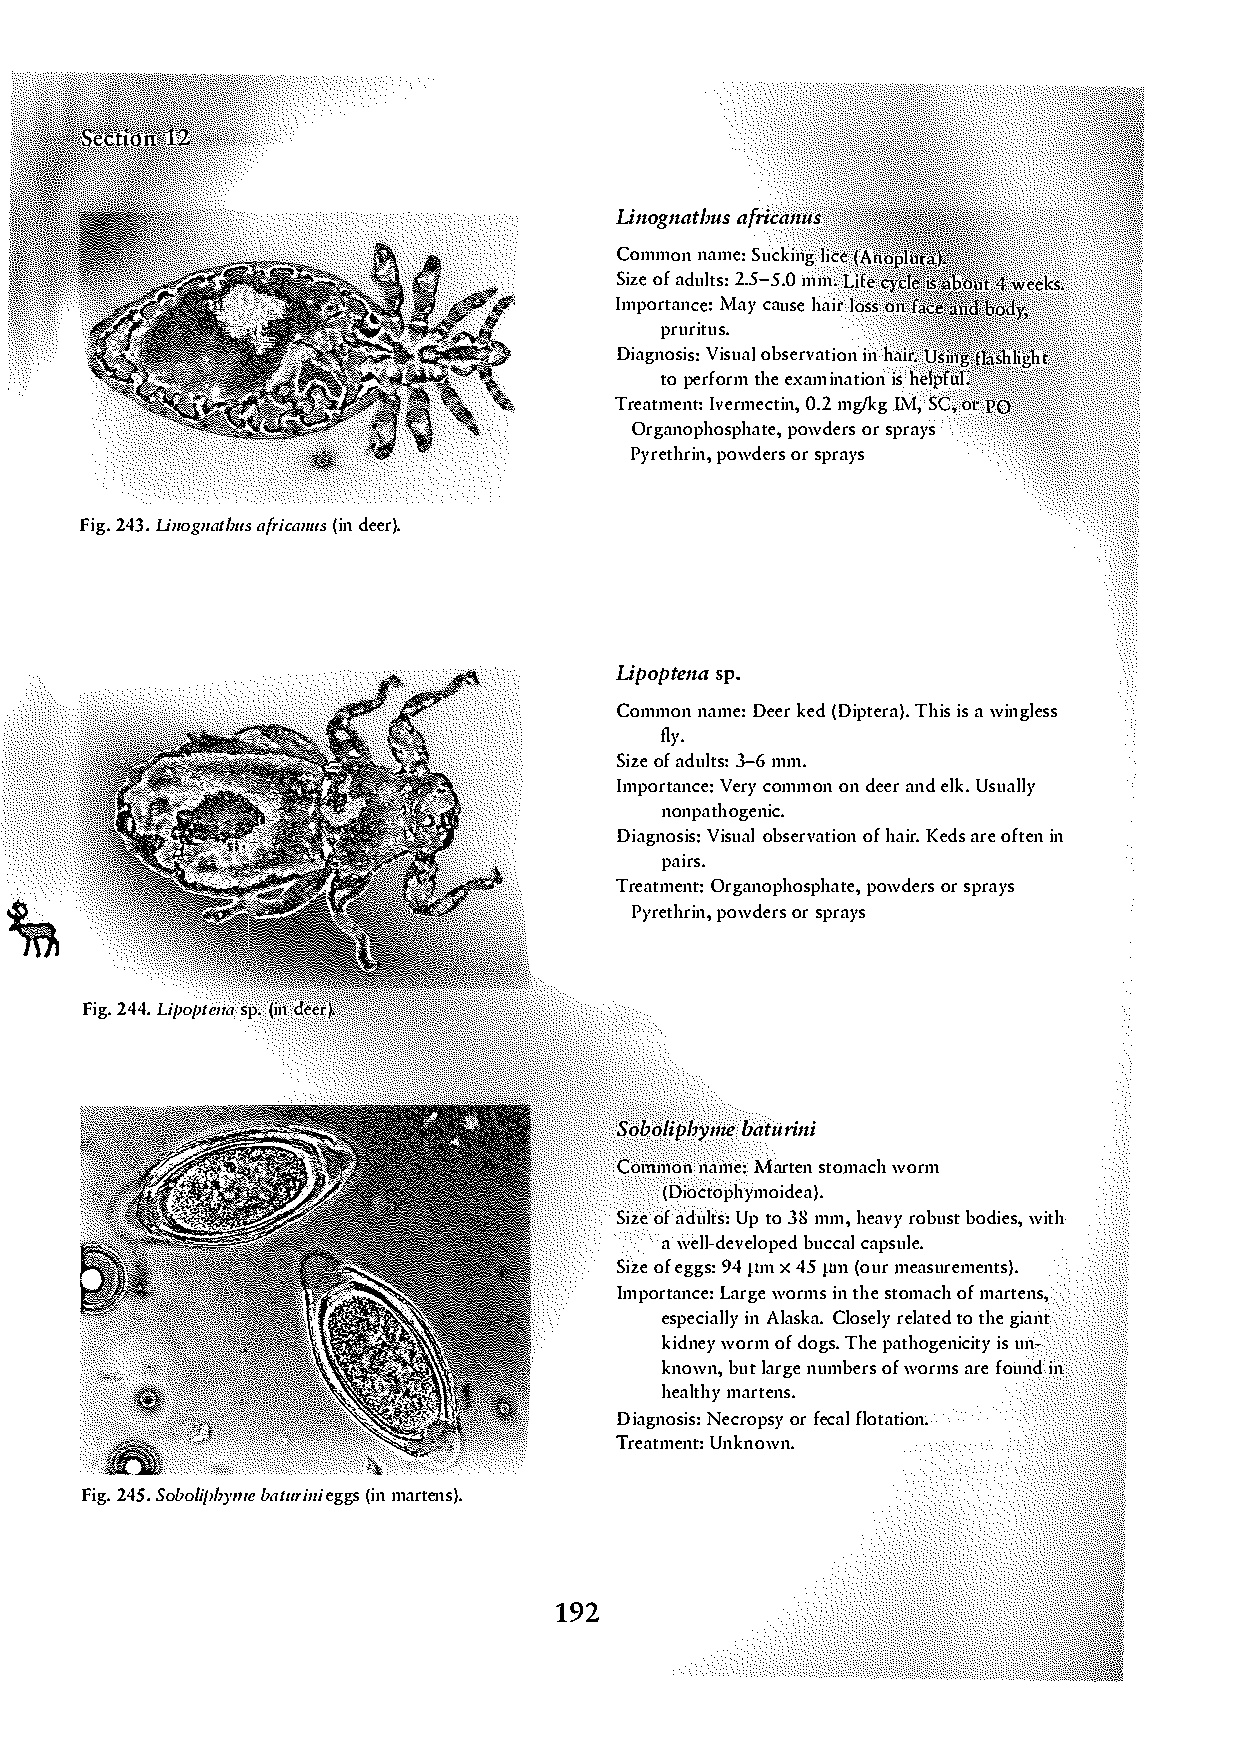 Section 12
Linognathus africanus
Common name: Sucking lice (Anoplura).
Size of adults: 2.5–5.0 mm. Life cycle is about 4 weeks.
Importance: May cause hair loss on face and body,
pruritus.
Diagnosis: Visual observation in hair. Using flashlight
to perform the examination is helpful.
Treatment: Ivermectin, 0.2 mg/kg IM, SC, or PO
Organophosphate, powders or sprays
Pyrethrin, powders or sprays
Fig. 243. Linognathus africanus (in deer).
Lipoptena sp.
Common name: Deer ked (Diptera). This is a wingless
fly.
Size of adults: 3–6 mm.
Importance: Very common on deer and elk. Usually
nonpathogenic.
Diagnosis: Visual observation of hair. Keds are often in
pairs.
Treatment: Organophosphate, powders or sprays
Pyrethrin, powders or sprays
Fig. 244. Lipoptena sp. (in deer).
Soboliphyme baturini
Common name: Marten stomach worm
(Dioctophymoidea).
Size of adults: Up to 38 mm, heavy robust bodies, with
a well-developed buccal capsule.
Size of eggs: 94 µm × 45 µm (our measurements).
Importance: Large worms in the stomach of martens,
especially in Alaska. Closely related to the giant
kidney worm of dogs. The pathogenicity is un-
known, but large numbers of worms are found in
healthy martens.
Diagnosis: Necropsy or fecal flotation.
Treatment: Unknown.
Fig. 245. Soboliphyme baturini eggs (in martens).
192